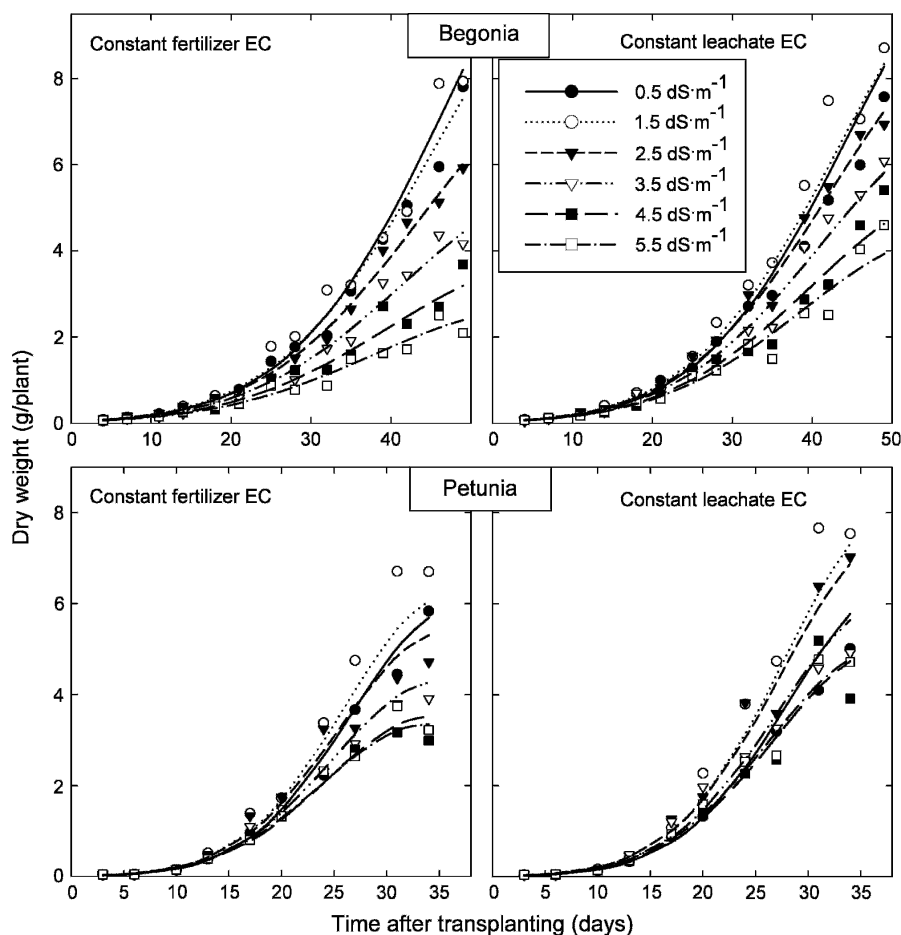 Begonia
Constant fertilizer EC
Constant leachate EC
0.5 dS·m⁻¹
1.5 dS·m⁻¹
2.5 dS·m⁻¹
3.5 dS·m⁻¹
4.5 dS·m⁻¹
5.5 dS·m⁻¹
8
6
4
2
0
0 10 20 30 40
0 10 20 30 40 50
Dry weight (g/plant)
Petunia
Constant fertilizer EC
Constant leachate EC
8
6
4
2
0
0 5 10 15 20 25 30 35
0 5 10 15 20 25 30 35
Time after transplanting (days)